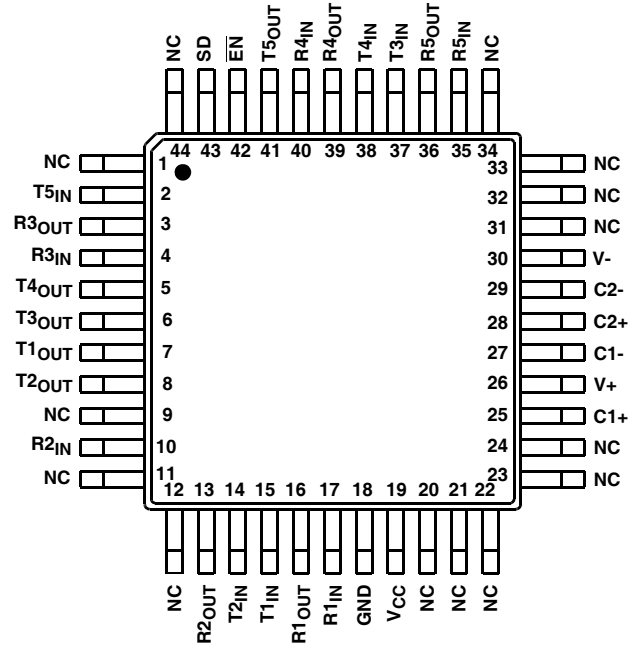 NC SD EN T5OUT R4IN R4OUT T4IN T3IN R5OUT R5IN NC
44 43 42 41 40 39 38 37 36 35 34
NC 1 33 NC
T5IN 2 32 NC
R3OUT 3 31 NC
R3IN 4 30 V-
T4OUT 5 29 C2-
T3OUT 6 28 C2+
T1OUT 7 27 C1-
T2OUT 8 26 V+
NC 9 25 C1+
R2IN 10 24 NC
NC 11 23 NC
12 13 14 15 16 17 18 19 20 21 22
NC R2OUT T2IN T1IN R1OUT R1IN GND VCC NC NC NC